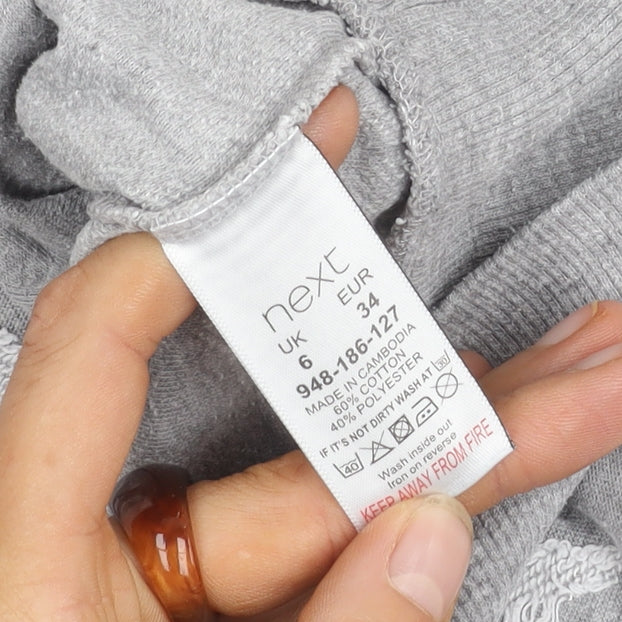 next
UK EUR
6 34
948-186-127
MADE IN CAMBODIA
60% COTTON
40% POLYESTER
IF IT'S NOT DIRTY WASH AT 30
40
Wash inside out
Iron on reverse
KEEP AWAY FROM FIRE